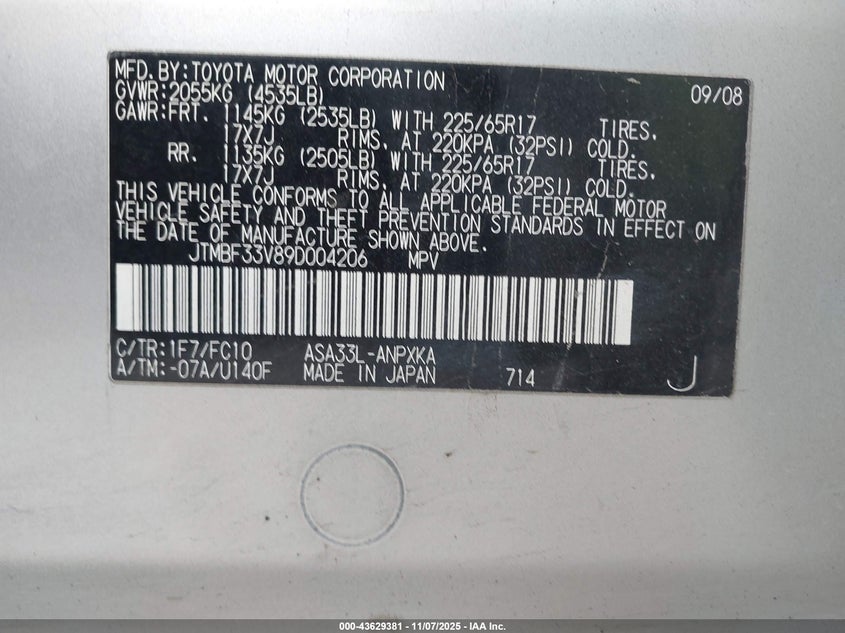 MFD.BY:TOYOTA MOTOR CORPORATION 09/08
GVWR:2055KG (4535LB)
GAWR:FRT. 1145KG (2535LB) WITH 225/65R17 TIRES,
17X7J RIMS, AT 220KPA (32PSI) COLD.
RR. 1135KG (2505LB) WITH 225/65R17 TIRES,
17X7J RIMS, AT 220KPA (32PSI) COLD.
THIS VEHICLE CONFORMS TO ALL APPLICABLE FEDERAL MOTOR
VEHICLE SAFETY AND THEFT PREVENTION STANDARDS IN EFFECT ON
THE DATE OF MANUFACTURE SHOWN ABOVE.
JTMBF33V89D004206 MPV
C/TR:1F7/FC10 ASA33L-ANPXKA
A/TM:-07A/U140F MADE IN JAPAN 714 J
000-43629381 - 11/07/2025 - IAA Inc.